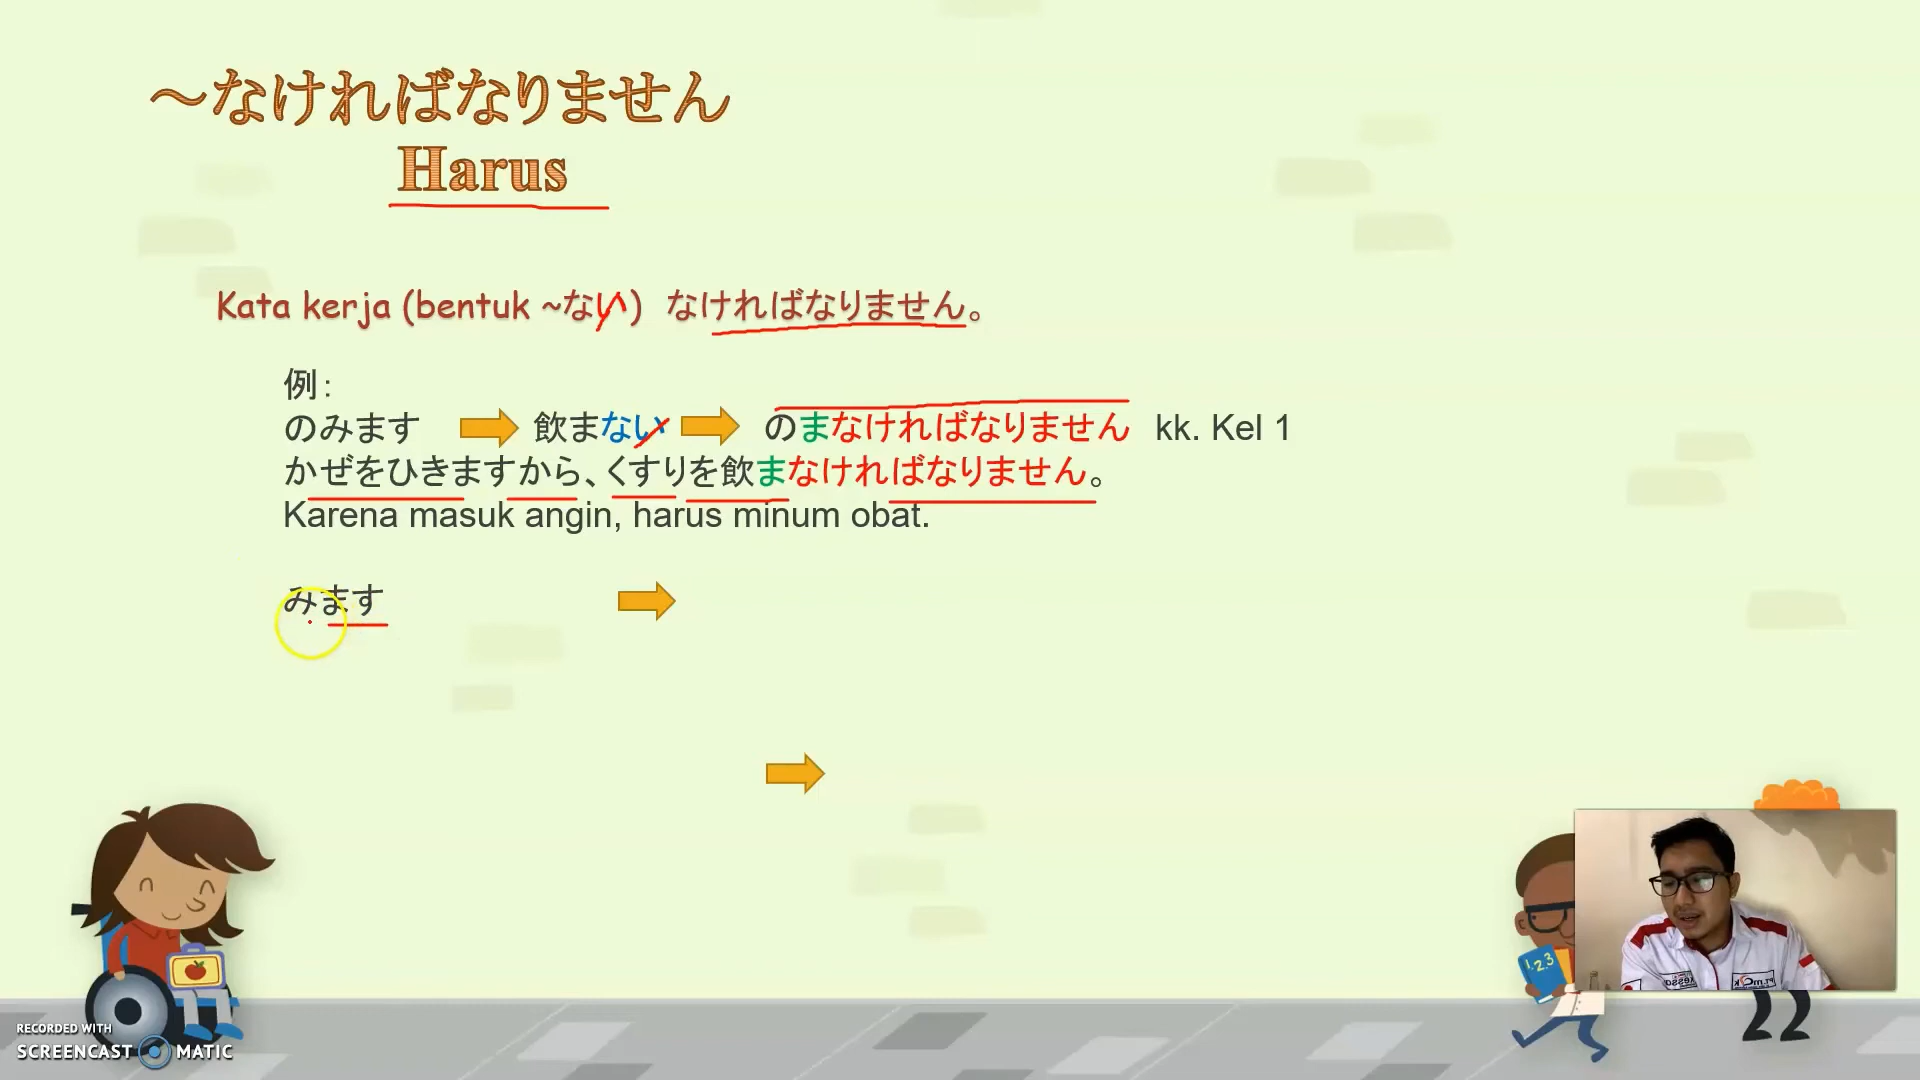 ～なければなりません
Harus
Kata kerja (bentuk ~ない) なければなりません。
例：
のみます 飲まない のまなければなりません kk. Kel 1
かぜをひきますから、くすりを飲まなければなりません。
Karena masuk angin, harus minum obat.
みます
1,2,3
RECORDED WITH
SCREENCAST MATIC